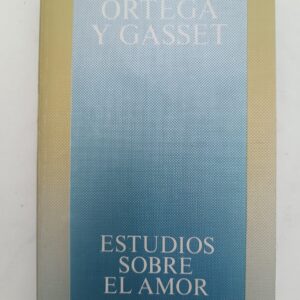 ORTEGA
Y GASSET
ESTUDIOS
SOBRE
EL AMOR